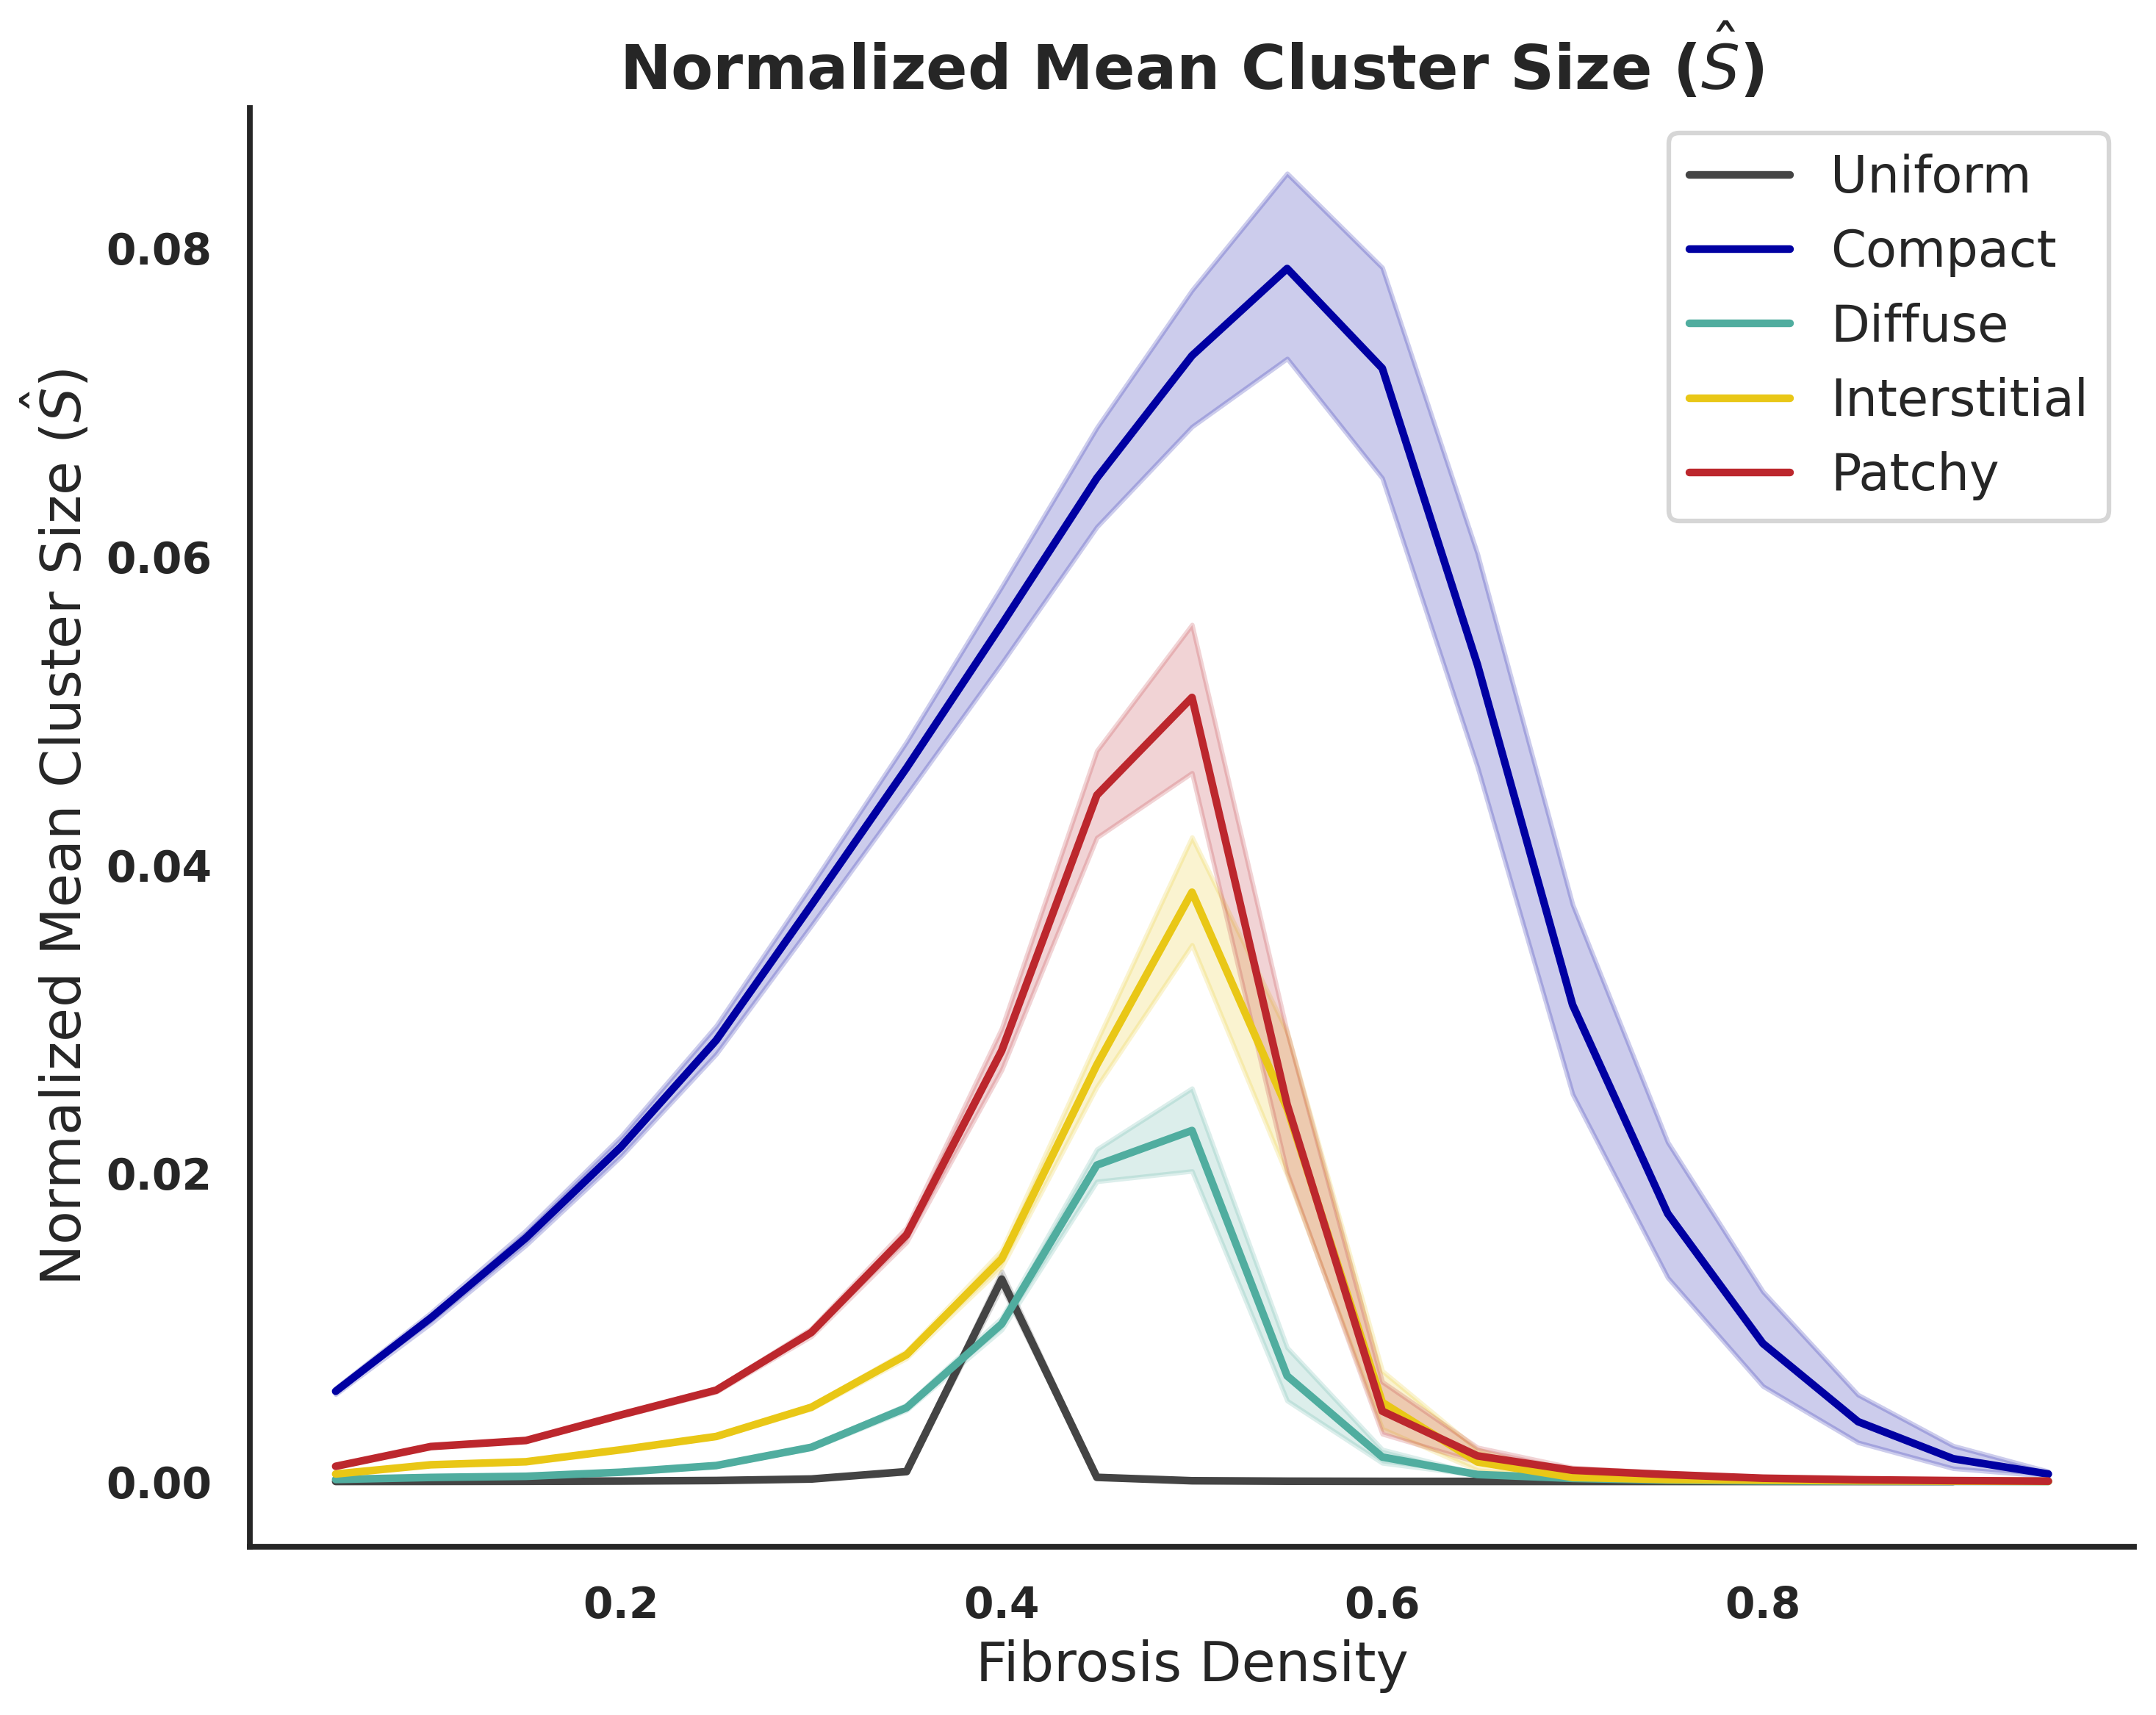 Normalized Mean Cluster Size (Ŝ)
Uniform
Compact
Diffuse
Interstitial
Patchy
Normalized Mean Cluster Size (Ŝ)
0.08
0.06
0.04
0.02
0.00
0.2 0.4 0.6 0.8
Fibrosis Density